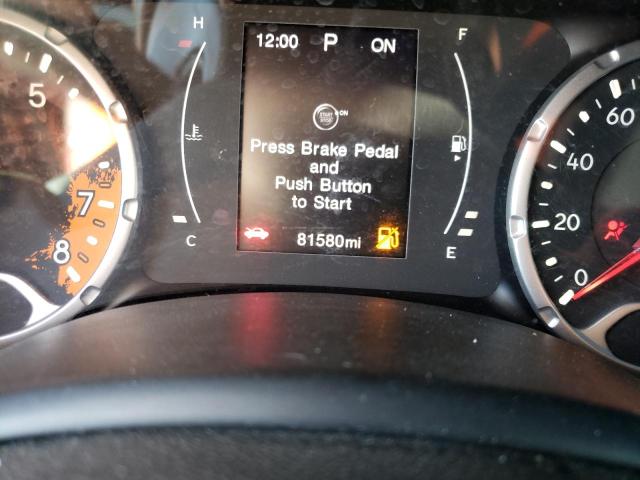 H
12:00 P ON
F
START
STOP
ON
Press Brake Pedal
and
Push Button
to Start
C
81580mi
E
5
7
8
60
40
20
0